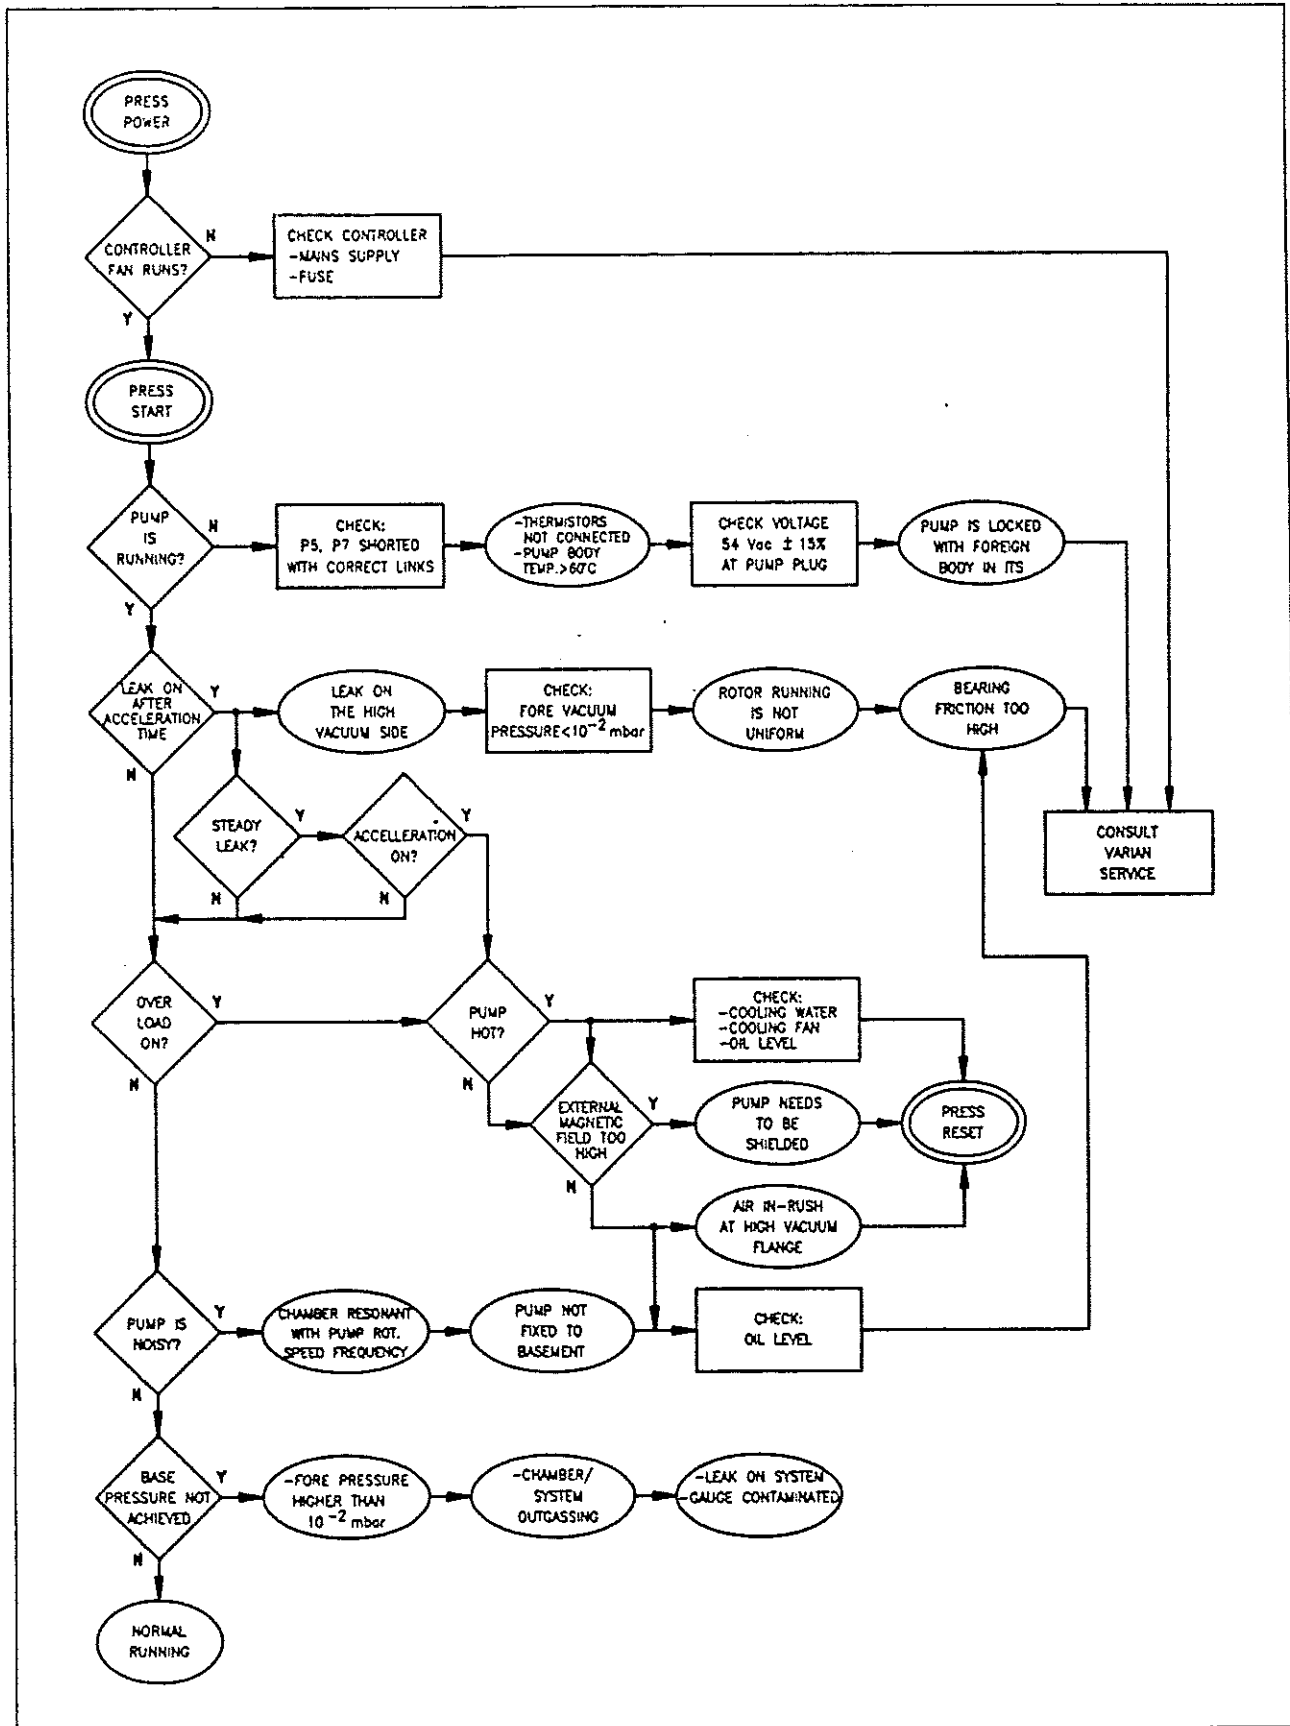 PRESS
POWER
CONTROLLER
FAN RUNS?
N
Y
CHECK CONTROLLER
-MAINS SUPPLY
-FUSE
PRESS
START
PUMP
IS
RUNNING?
N
Y
CHECK:
P5, P7 SHORTED
WITH CORRECT LINKS
-THERMISTORS
NOT CONNECTED
-PUMP BODY
TEMP.>60°C
CHECK VOLTAGE
54 Vac ± 15%
AT PUMP PLUG
PUMP IS LOCKED
WITH FOREIGN
BODY IN ITS
LEAK ON
AFTER
ACCELERATION
TIME
Y
N
LEAK ON
THE HIGH
VACUUM SIDE
CHECK:
FORE VACUUM
PRESSURE<10⁻² mbar
ROTOR RUNNING
IS NOT
UNIFORM
BEARING
FRICTION TOO
HIGH
STEADY
LEAK?
Y
N
ACCELLERATION
ON?
Y
N
CONSULT
VARIAN
SERVICE
OVER
LOAD
ON?
Y
N
PUMP
HOT?
Y
N
CHECK:
-COOLING WATER
-COOLING FAN
-OIL LEVEL
EXTERNAL
MAGNETIC
FIELD TOO
HIGH
Y
N
PUMP NEEDS
TO BE
SHIELDED
PRESS
RESET
AIR IN-RUSH
AT HIGH VACUUM
FLANGE
PUMP IS
NOISY?
Y
N
CHAMBER RESONANT
WITH PUMP ROT.
SPEED FREQUENCY
PUMP NOT
FIXED TO
BASEMENT
CHECK:
OIL LEVEL
BASE
PRESSURE NOT
ACHIEVED
Y
N
-FORE PRESSURE
HIGHER THAN
10⁻² mbar
-CHAMBER/
SYSTEM
OUTGASSING
-LEAK ON SYSTEM
-GAUGE CONTAMINATED
NORMAL
RUNNING